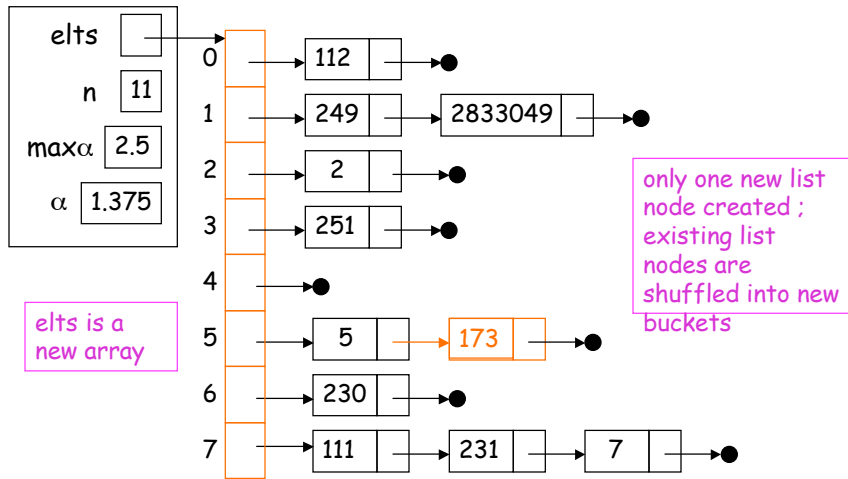 elts
n 11
maxα 2.5
α 1.375
elts is a
new array
0 112
1 249 2833049
2 2
3 251
4
5 5 173
6 230
7 111 231 7
only one new list
node created ;
existing list
nodes are
shuffled into new
buckets